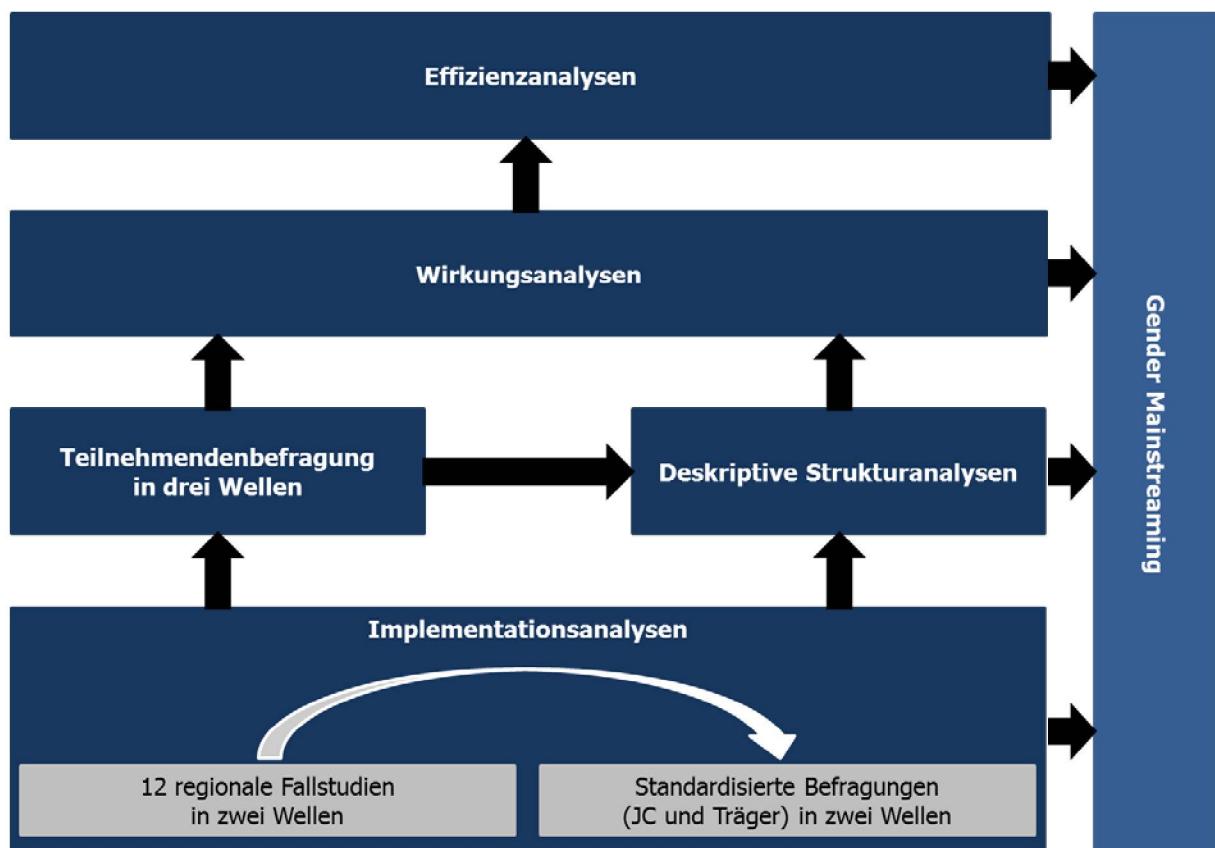 Effizienzanalysen
Wirkungsanalysen
Teilnehmendenbefragung
in drei Wellen
Deskriptive Strukturanalysen
Implementationsanalysen
12 regionale Fallstudien
in zwei Wellen
Standardisierte Befragungen
(JC und Träger) in zwei Wellen
Gender Mainstreaming